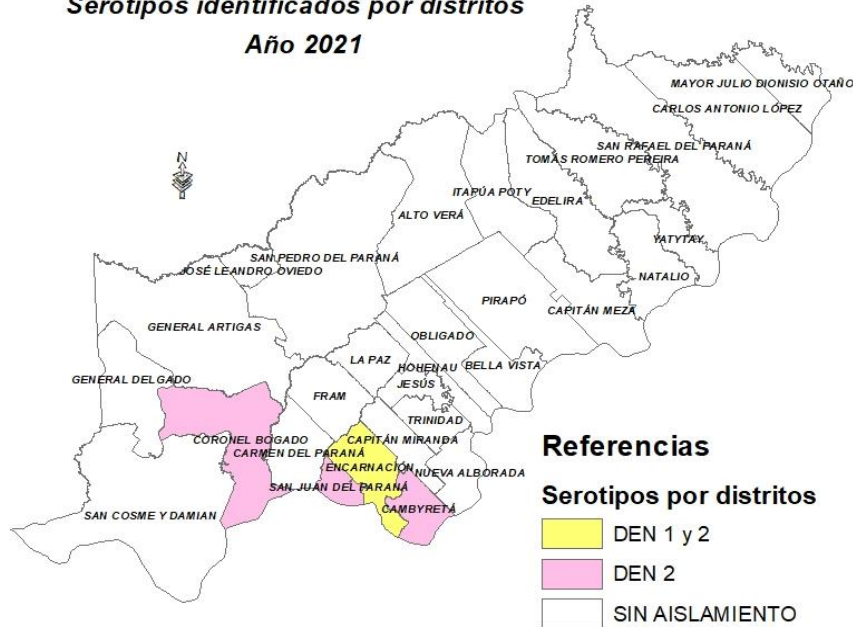 Serotipos identificados por distritos
Año 2021
N
MAYOR JULIO DIONISIO OTAÑO
CARLOS ANTONIO LÓPEZ
SAN RAFAEL DEL PARANÁ
TOMÁS ROMERO PEREIRA
ITAPÚA POTY
EDELIRA
ALTO VERÁ
YATYTAY
SAN PEDRO DEL PARANÁ
JOSÉ LEANDRO OVIEDO
NATALIO
PIRAPÓ
CAPITÁN MEZA
GENERAL ARTIGAS
OBLIGADO
LA PAZ
HOHENAU
BELLA VISTA
GENERAL DELGADO
JESÚS
FRAM
TRINIDAD
CORONEL BOGADO
CAPITÁN MIRANDA
CARMEN DEL PARANÁ
ENCARNACIÓN
NUEVA ALBORADA
SAN JUAN DEL PARANÁ
CAMBYRETÁ
SAN COSME Y DAMIAN
Referencias
Serotipos por distritos
DEN 1 y 2
DEN 2
SIN AISLAMIENTO